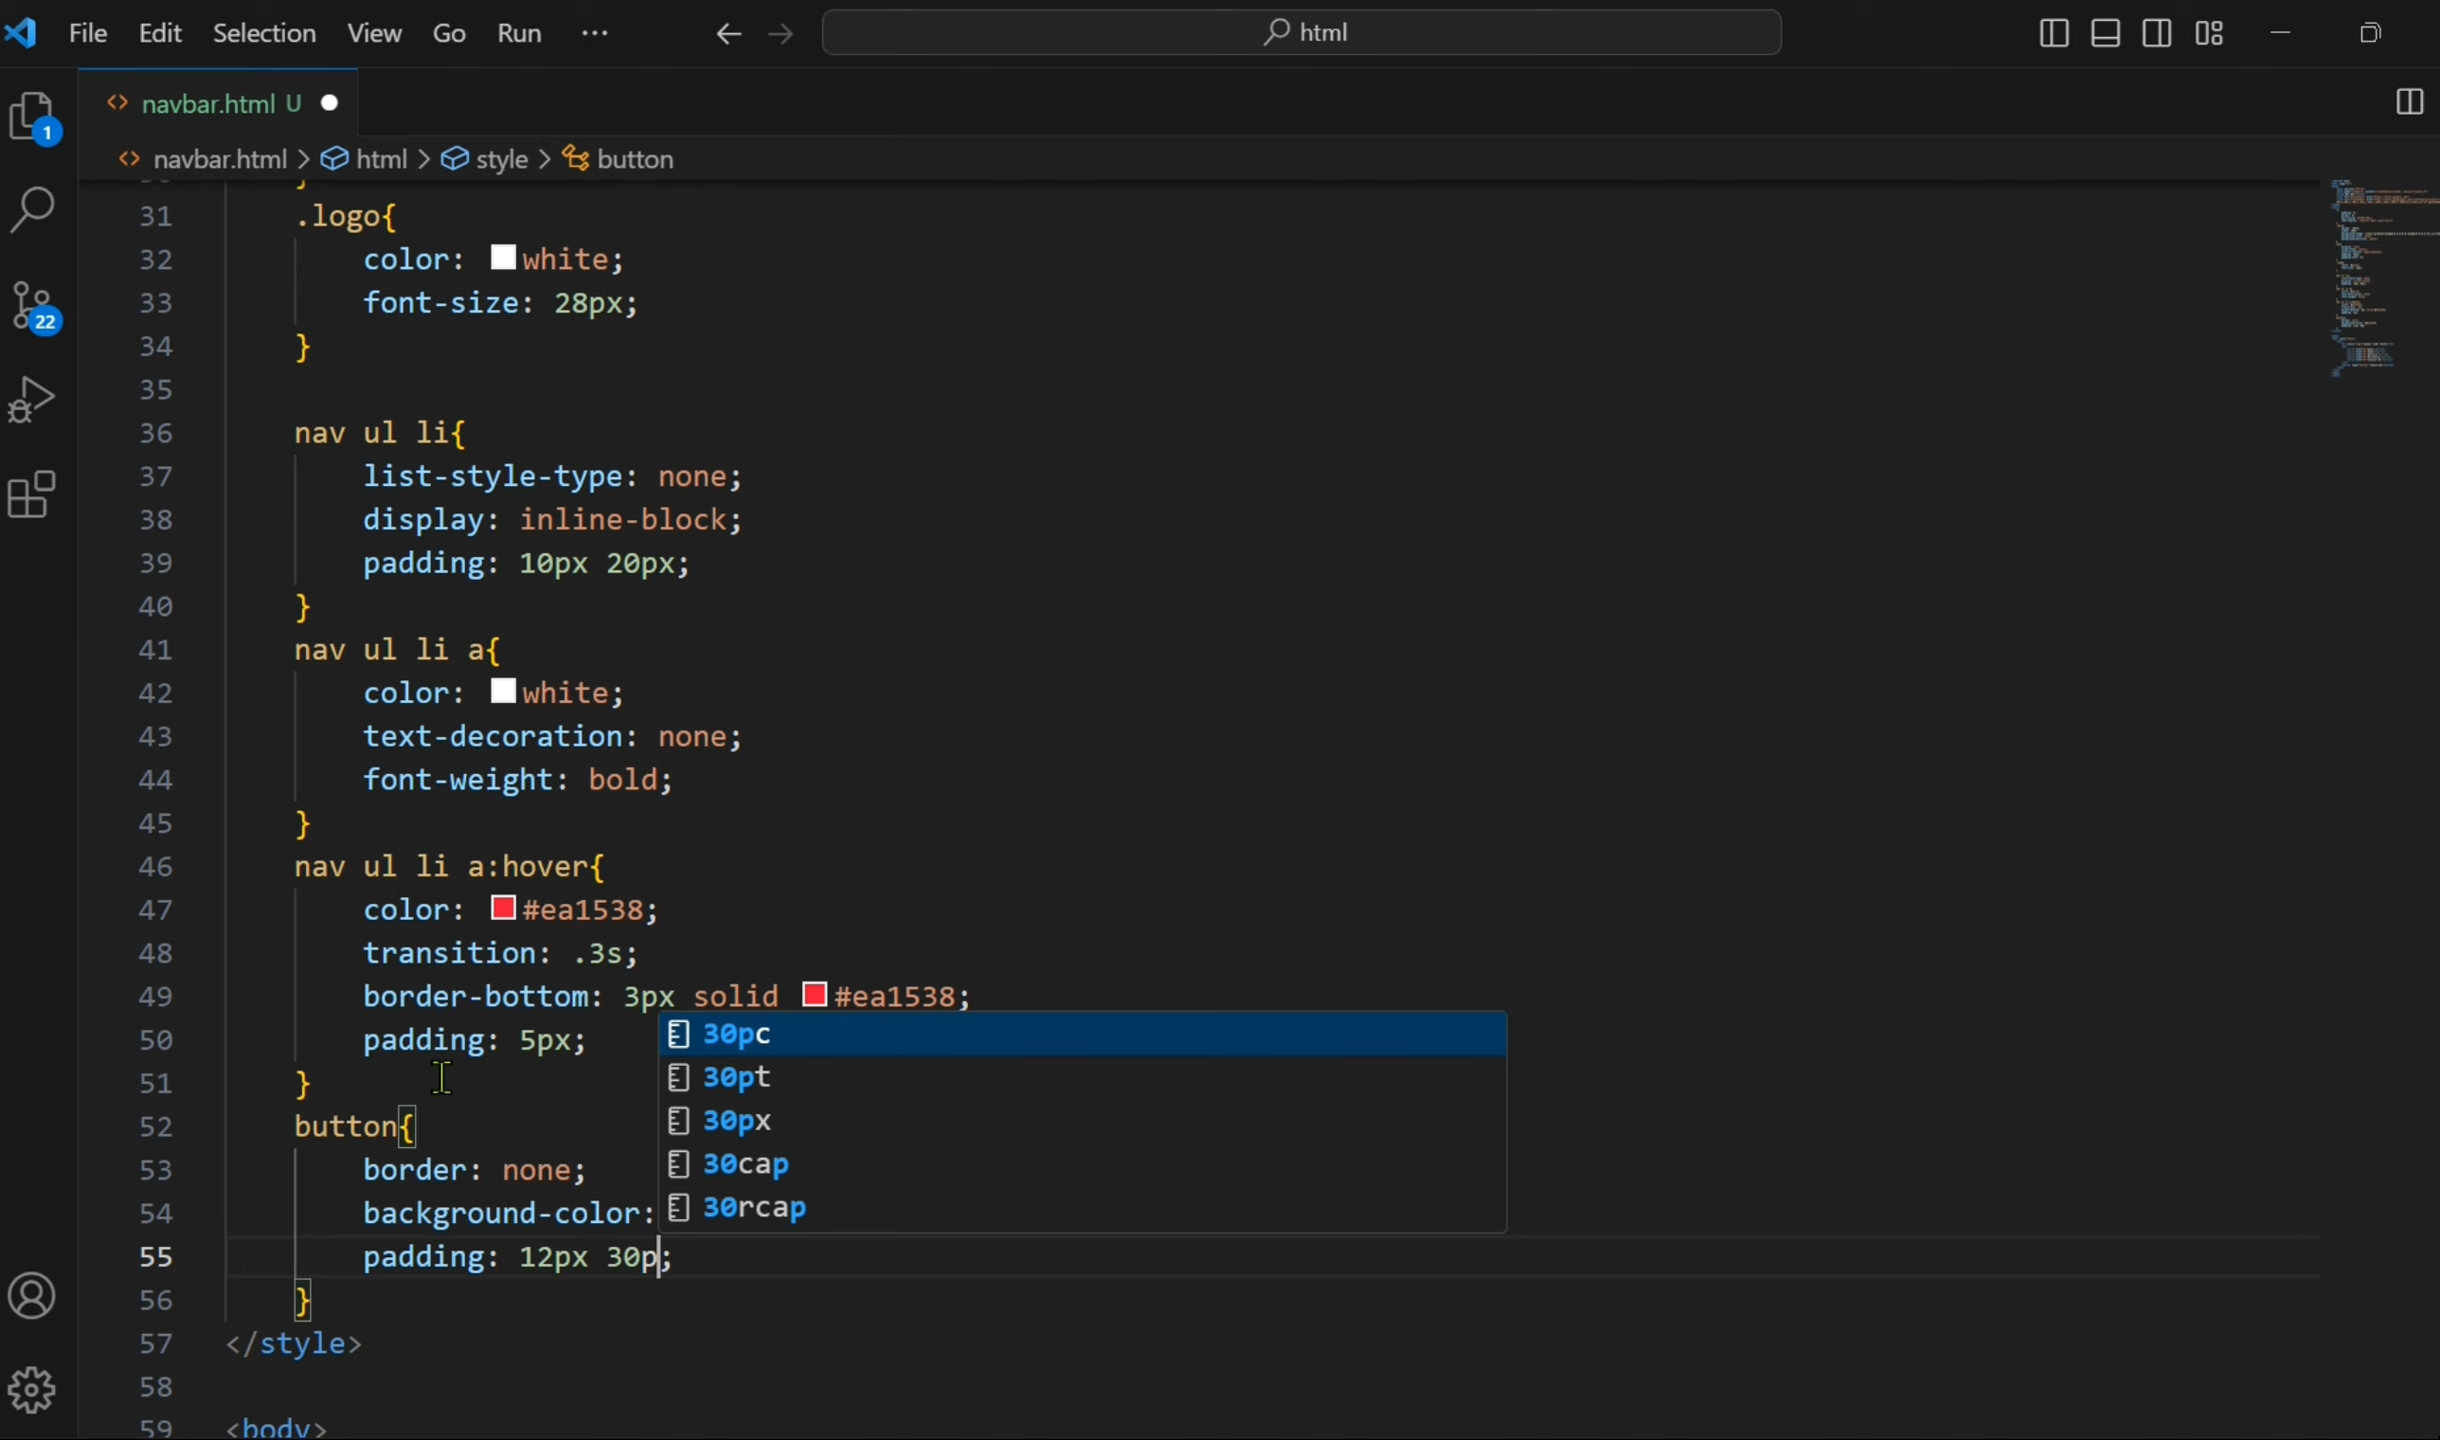 File Edit Selection View Go Run ··· html
1
22
navbar.html U
navbar.html > html > style > button
31 .logo{
32 color: white;
33 font-size: 28px;
34 }
35
36 nav ul li{
37 list-style-type: none;
38 display: inline-block;
39 padding: 10px 20px;
40 }
41 nav ul li a{
42 color: white;
43 text-decoration: none;
44 font-weight: bold;
45 }
46 nav ul li a:hover{
47 color: #ea1538;
48 transition: .3s;
49 border-bottom: 3px solid #ea1538;
50 padding: 5px;
51 }
52 button{
53 border: none;
54 background-color:
55 padding: 12px 30p;
56 }
57 </style>
58
59 <body>
30pc
30pt
30px
30cap
30rcap